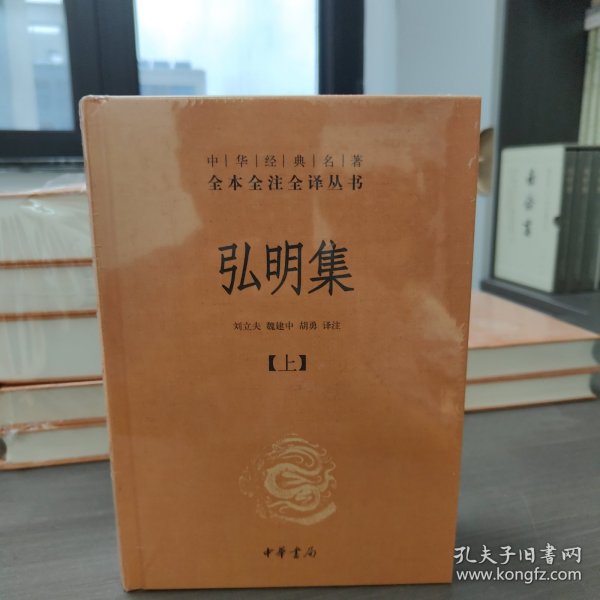 中华经典名著
全本全注全译丛书
弘明集
刘立夫 魏建中 胡勇 译注
【上】
中華書局
孔夫子旧书网
www.kongfz.com